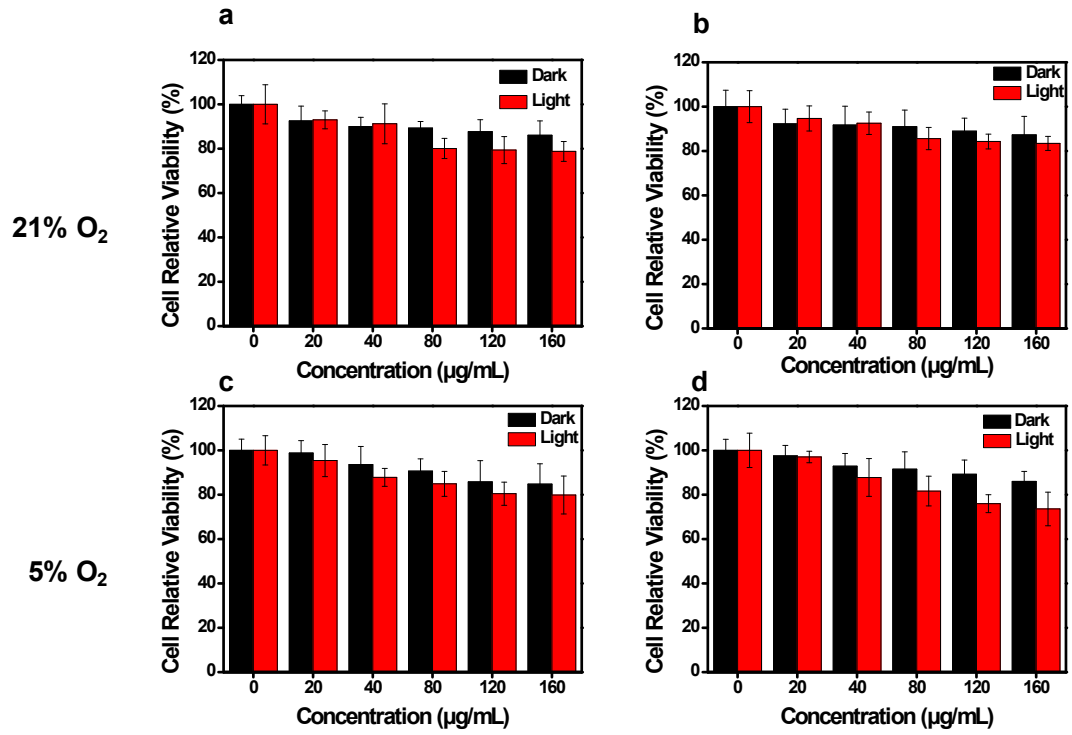 a
120
100
80
60
40
20
0
Cell Relative Viability (%)
Dark
Light
0 20 40 80 120 160
Concentration (µg/mL)
b
120
100
80
60
40
20
0
Cell Relative Viability (%)
Dark
Light
0 20 40 80 120 160
Concentration (µg/mL)
21% O₂
c
120
100
80
60
40
20
0
Cell Relative Viability (%)
Dark
Light
0 20 40 80 120 160
Concentration (µg/mL)
d
120
100
80
60
40
20
0
Cell Relative Viability (%)
Dark
Light
0 20 40 80 120 160
Concentration (µg/mL)
5% O₂